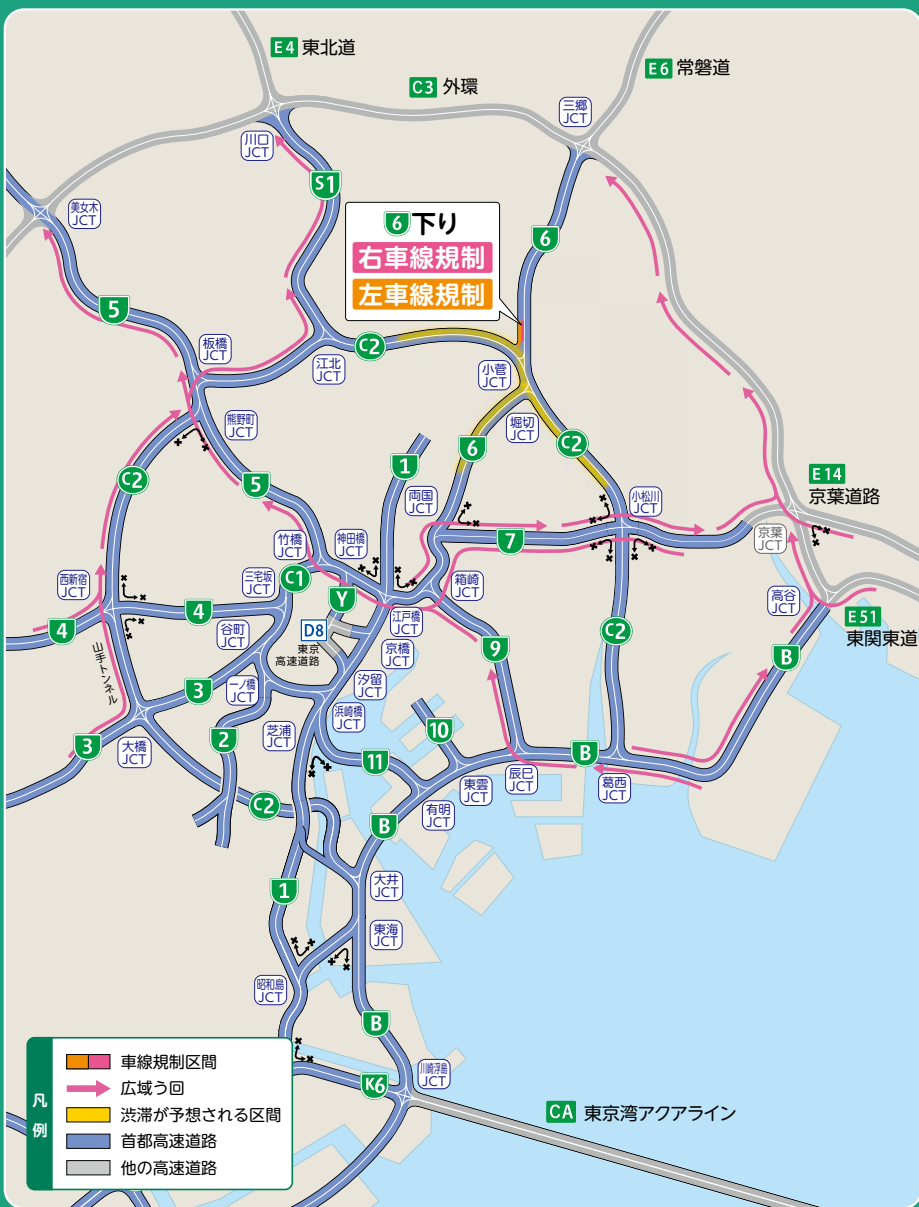 E4 東北道
E6 常磐道
C3 外環
三郷
JCT
川口
JCT
S1
美女木
JCT
6 下り
右車線規制
左車線規制
6
5
板橋
JCT
C2
江北
JCT
小菅
JCT
熊野町
JCT
堀切
JCT
6
C2
1
C2
5
両国
JCT
小松川
JCT
E14
京葉道路
竹橋
JCT
神田橋
JCT
7
京葉
JCT
西新宿
JCT
三宅坂
JCT
C1
箱崎
JCT
高谷
JCT
Y
4
4
江戸橋
JCT
E51
東関東道
谷町
JCT
D8
東京
高速道路
京橋
JCT
C2
9
B
山手トンネル
汐留
JCT
3
一ノ橋
JCT
浜崎橋
JCT
3
大橋
JCT
2
芝浦
JCT
10
11
B
辰巳
JCT
葛西
JCT
東雲
JCT
有明
JCT
C2
B
大井
JCT
1
東海
JCT
昭和島
JCT
B
川崎浮島
JCT
K6
CA 東京湾アクアライン
凡例
車線規制区間
広域う回
渋滞が予想される区間
首都高速道路
他の高速道路